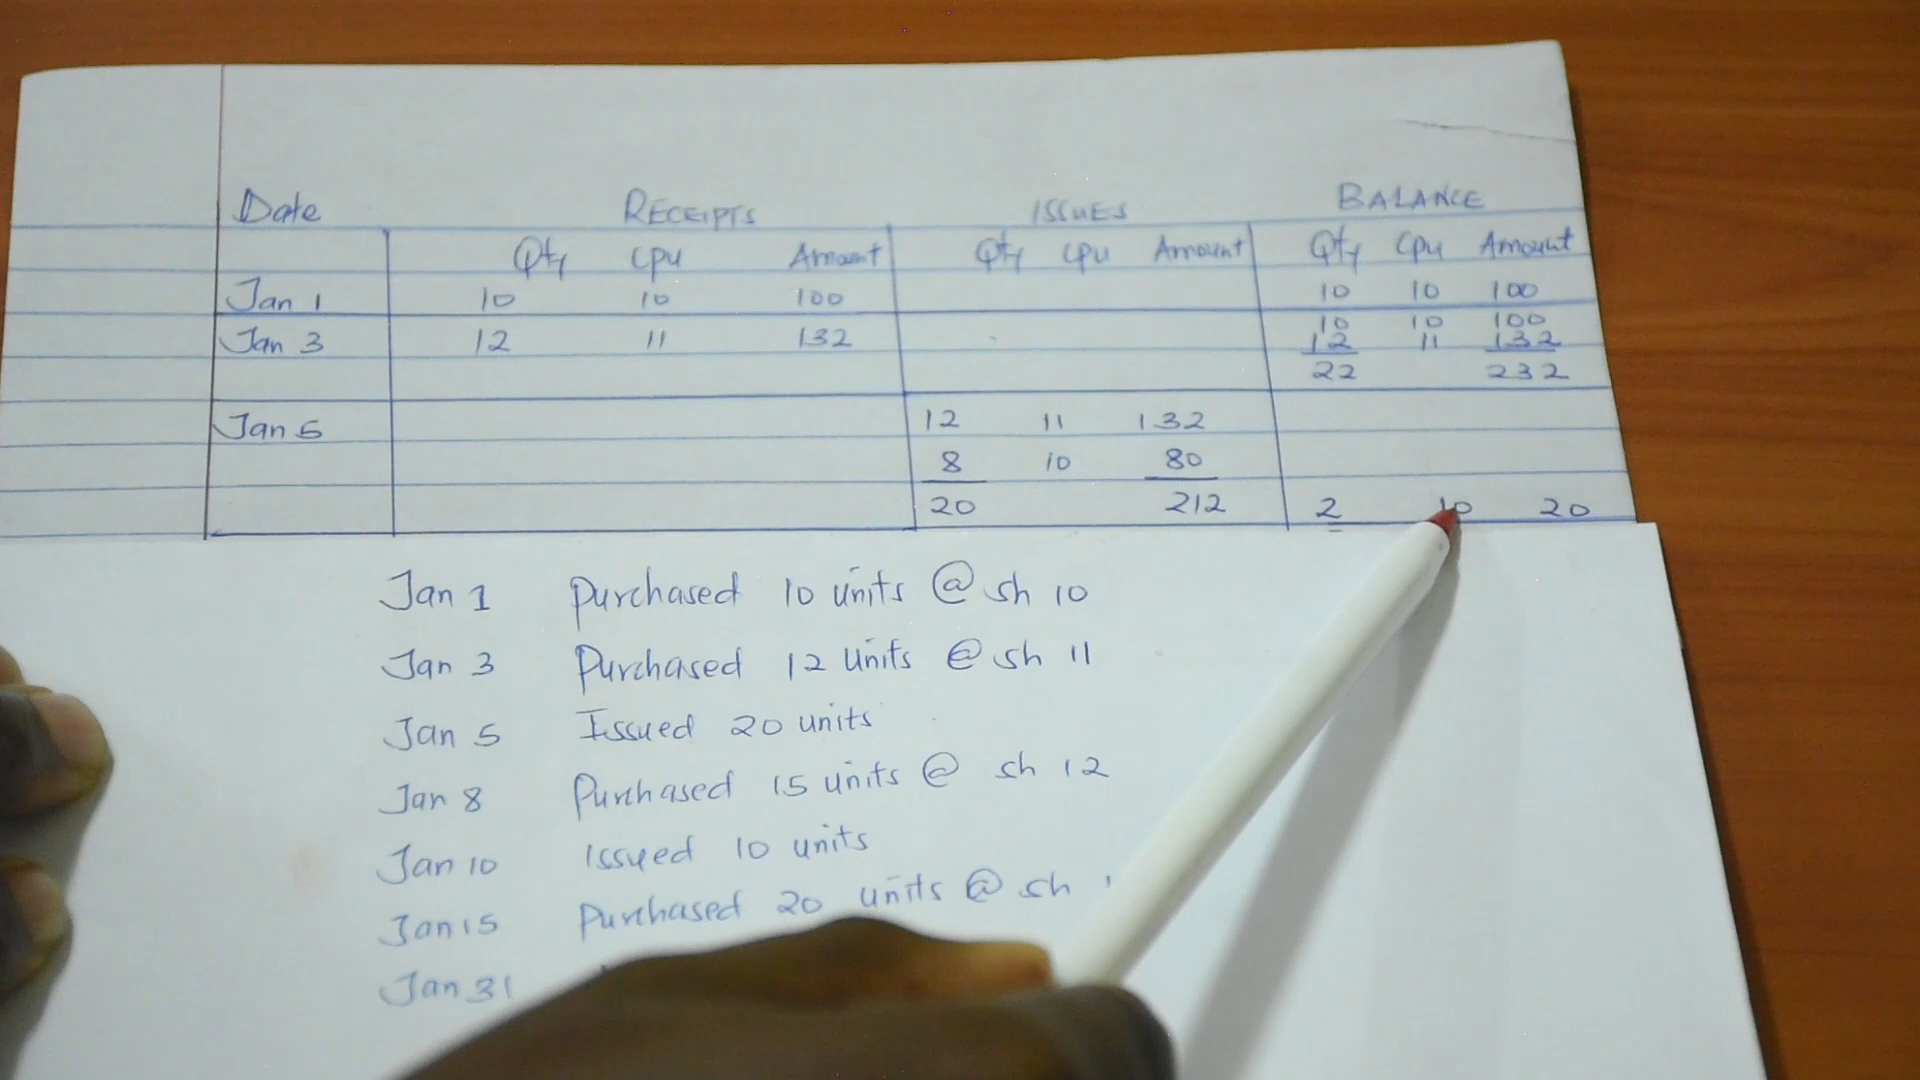 Date RECEIPTS ISSUES BALANCE
Qty Cpu Amount Qty Cpu Amount Qty Cpu Amount
Jan 1 10 10 100 10 10 100
10 10 100
Jan 3 12 11 132 12 11 132
22 232
Jan 5 12 11 132
8 10 80
20 212 2 10 20
Jan 1 Purchased 10 units @ sh 10
Jan 3 Purchased 12 units @ sh 11
Jan 5 Issued 20 units
Jan 8 Purchased 15 units @ sh 12
Jan 10 Issued 10 units
Jan 15 Purchased 20 units @ sh
Jan 31